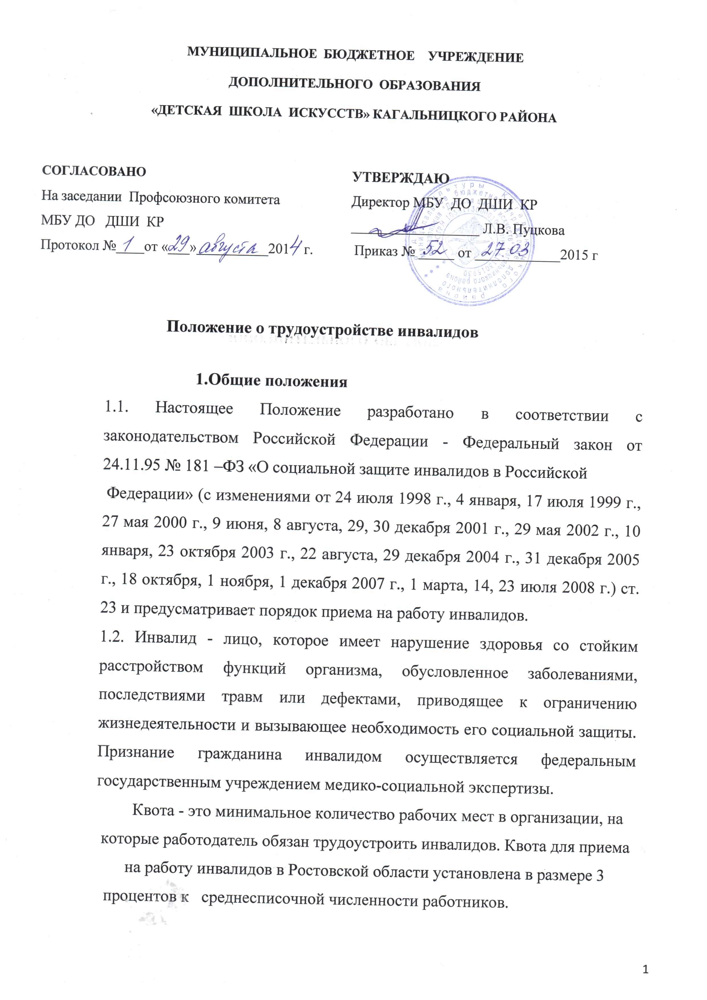 МУНИЦИПАЛЬНОЕ БЮДЖЕТНОЕ УЧРЕЖДЕНИЕ
ДОПОЛНИТЕЛЬНОГО ОБРАЗОВАНИЯ
«ДЕТСКАЯ ШКОЛА ИСКУССТВ» КАГАЛЬНИЦКОГО РАЙОНА
СОГЛАСОВАНО
На заседании Профсоюзного комитета
МБУ ДО ДШИ КР
Протокол № 1 от «29» августа 2014 г.
УТВЕРЖДАЮ
Директор МБУ ДО ДШИ КР
Л.В. Пуцкова
Приказ № 52 от 27 03 2015 г
Положение о трудоустройстве инвалидов
1.Общие положения
1.1. Настоящее Положение разработано в соответствии с
законодательством Российской Федерации - Федеральный закон от
24.11.95 № 181 –ФЗ «О социальной защите инвалидов в Российской
Федерации» (с изменениями от 24 июля 1998 г., 4 января, 17 июля 1999 г.,
27 мая 2000 г., 9 июня, 8 августа, 29, 30 декабря 2001 г., 29 мая 2002 г., 10
января, 23 октября 2003 г., 22 августа, 29 декабря 2004 г., 31 декабря 2005
г., 18 октября, 1 ноября, 1 декабря 2007 г., 1 марта, 14, 23 июля 2008 г.) ст.
23 и предусматривает порядок приема на работу инвалидов.
1.2. Инвалид - лицо, которое имеет нарушение здоровья со стойким
расстройством функций организма, обусловленное заболеваниями,
последствиями травм или дефектами, приводящее к ограничению
жизнедеятельности и вызывающее необходимость его социальной защиты.
Признание гражданина инвалидом осуществляется федеральным
государственным учреждением медико-социальной экспертизы.
Квота - это минимальное количество рабочих мест в организации, на
которые работодатель обязан трудоустроить инвалидов. Квота для приема
на работу инвалидов в Ростовской области установлена в размере 3
процентов к среднесписочной численности работников.
1